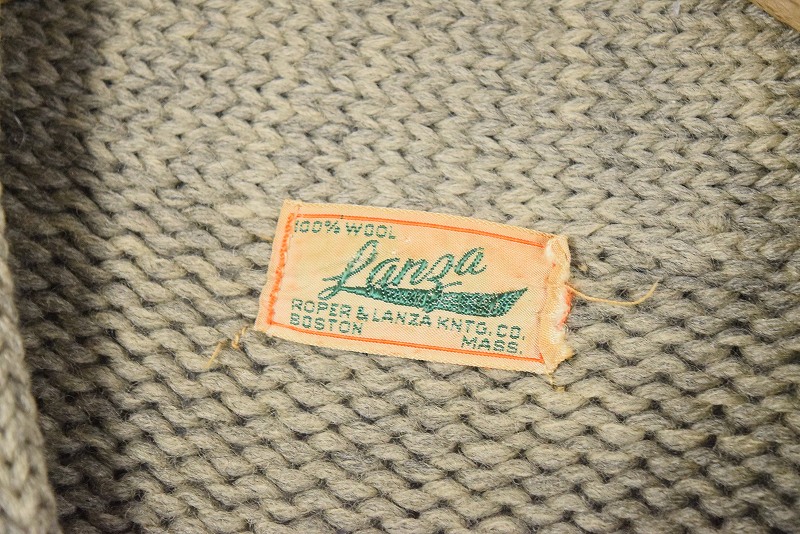 100% WOOL
Lanza
ROPER & LANZA KNTG. CO.
BOSTON MASS.